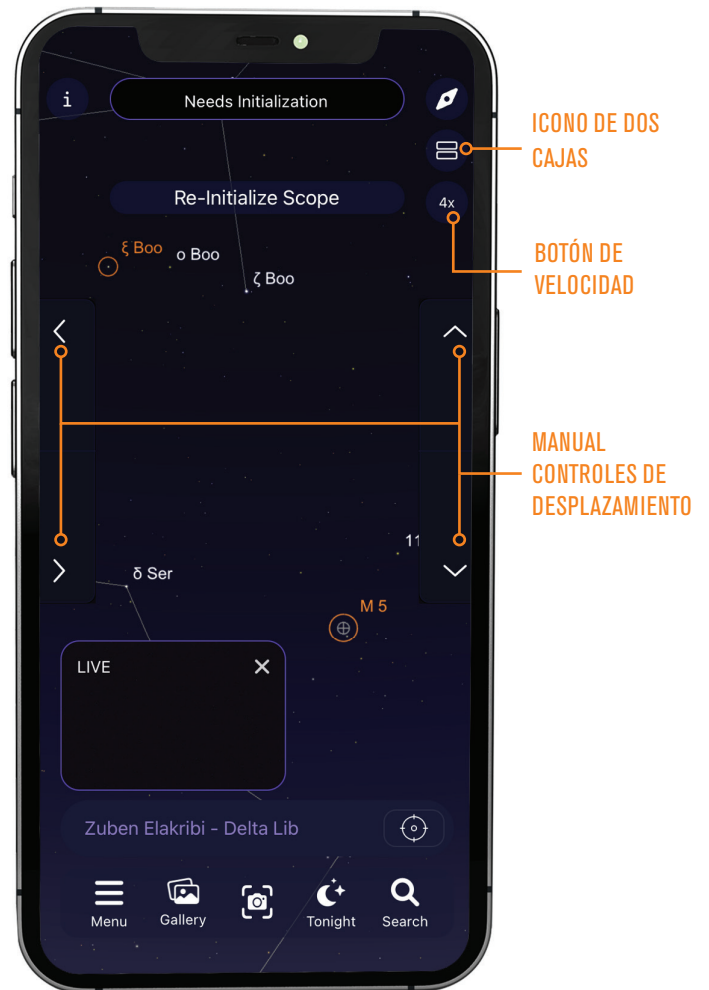 i
Needs Initialization
ICONO DE DOS
CAJAS
Re-Initialize Scope
4x
ξ Boo
o Boo
ζ Boo
BOTÓN DE
VELOCIDAD
MANUAL
CONTROLES DE
DESPLAZAMIENTO
11
δ Ser
M 5
LIVE
Zuben Elakribi - Delta Lib
Menu
Gallery
Tonight
Search